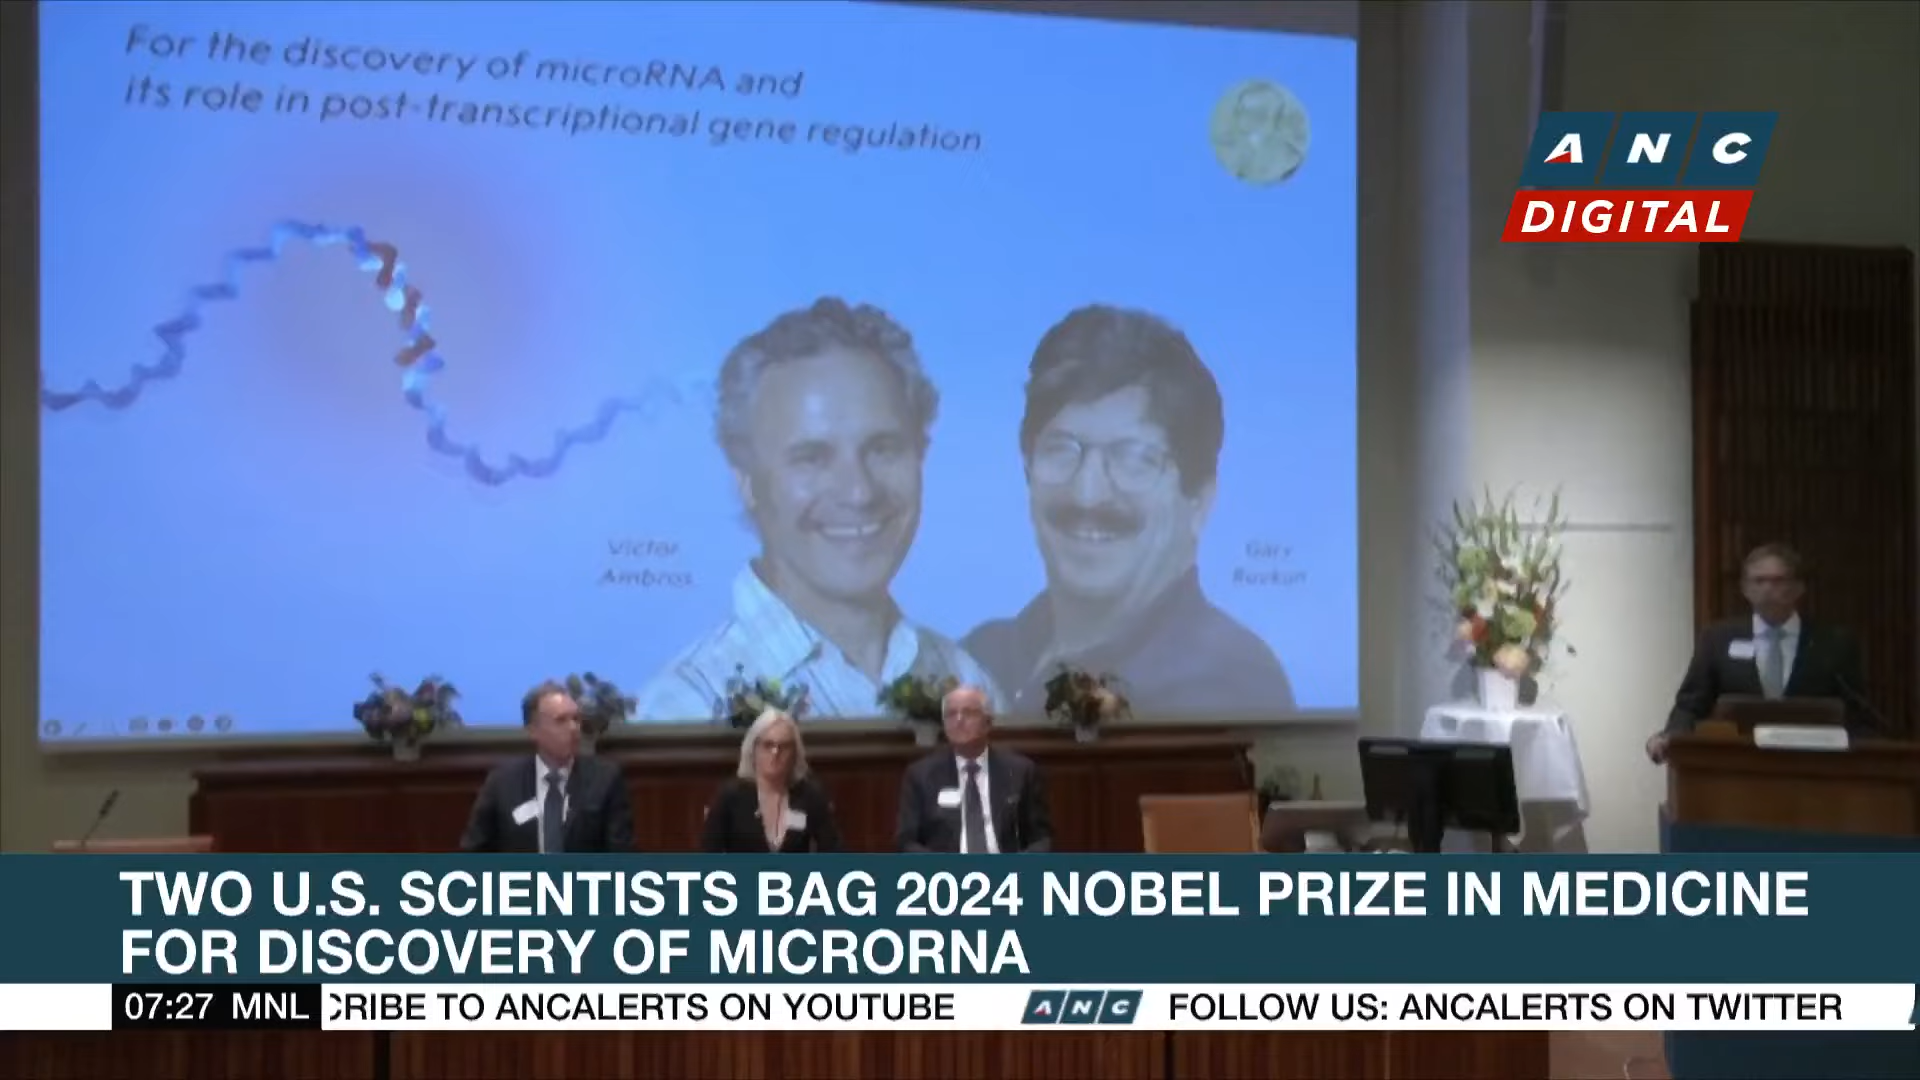 For the discovery of microRNA and
its role in post-transcriptional gene regulation
ANC
DIGITAL
Victor
Ambros
Gary
Ruvkun
TWO U.S. SCIENTISTS BAG 2024 NOBEL PRIZE IN MEDICINE
FOR DISCOVERY OF MICRORNA
07:27 MNL CRIBE TO ANCALERTS ON YOUTUBE ANC FOLLOW US: ANCALERTS ON TWITTER